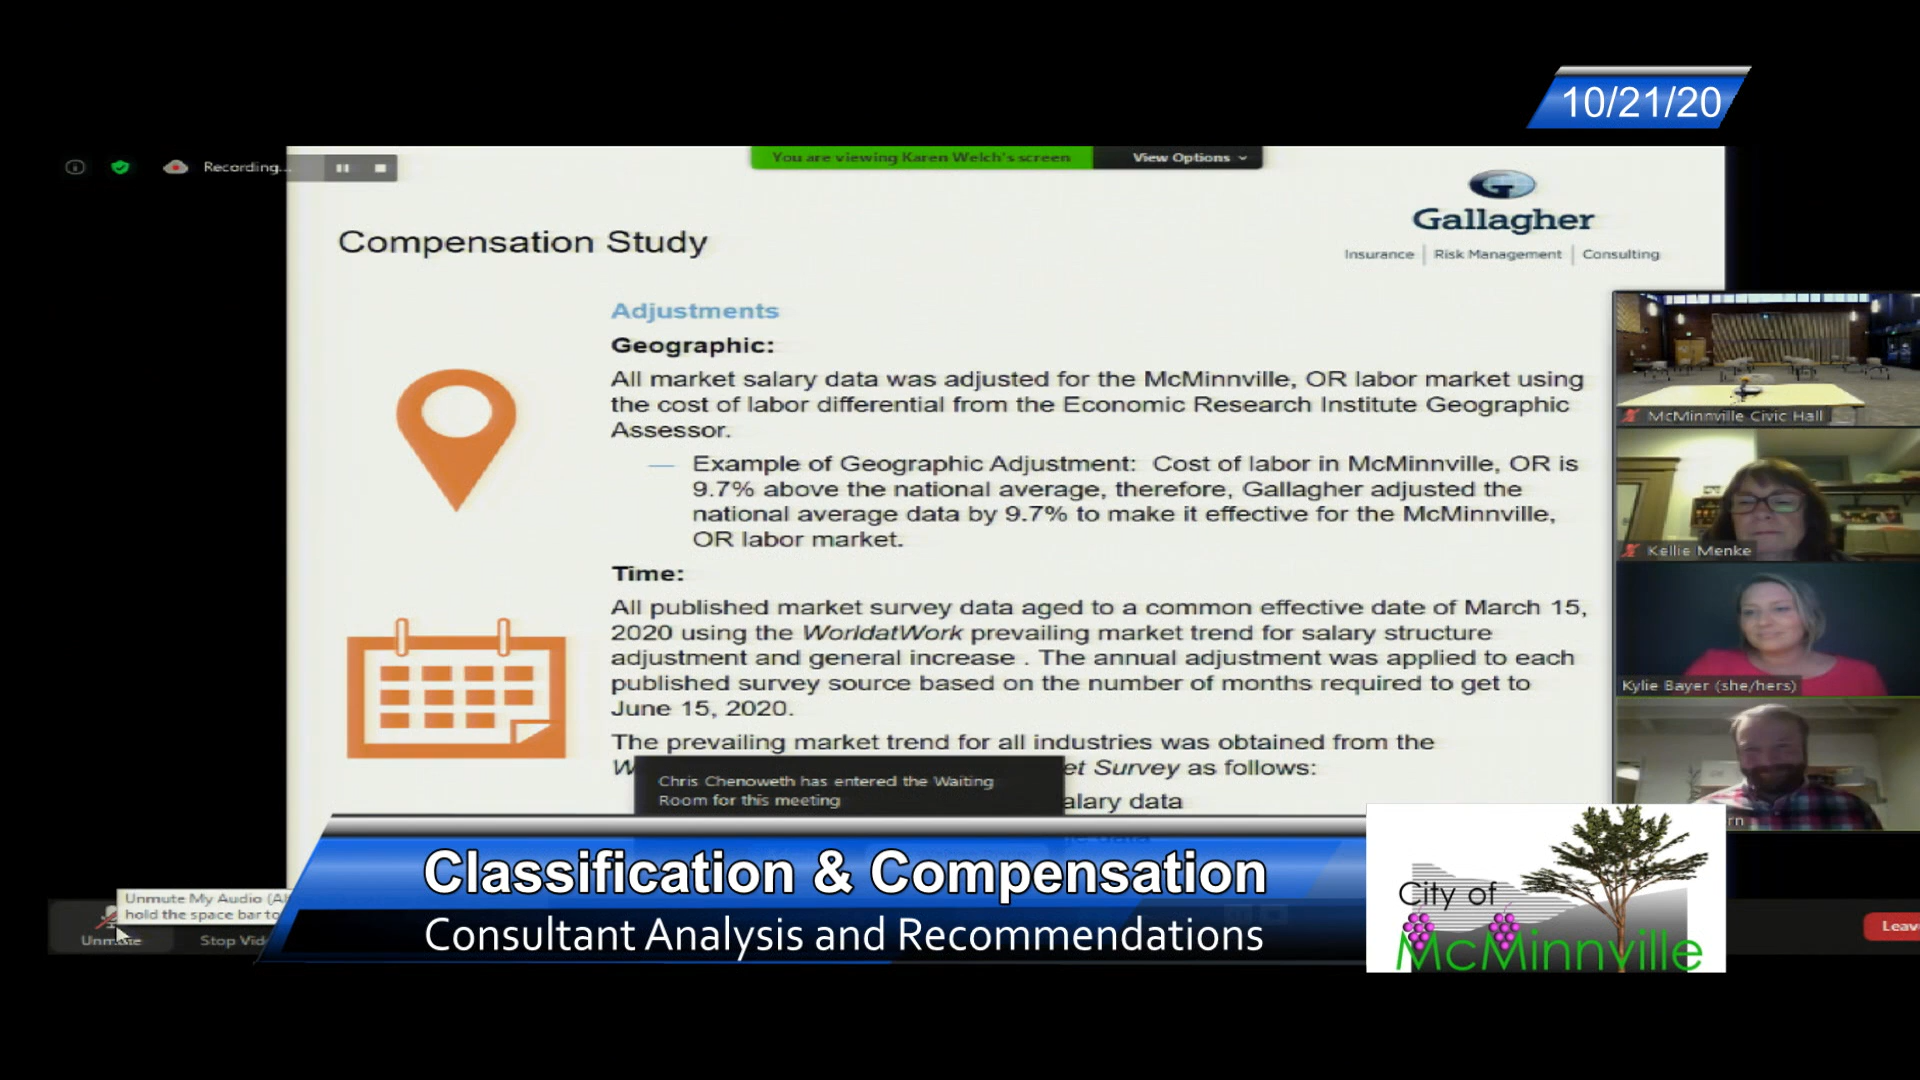 10/21/20
Recording...
You are viewing Karen Welch's screen
View Options
Gallagher
Insurance | Risk Management | Consulting
Compensation Study
Adjustments
Geographic:
All market salary data was adjusted for the McMinnville, OR labor market using
the cost of labor differential from the Economic Research Institute Geographic
Assessor.
— Example of Geographic Adjustment: Cost of labor in McMinnville, OR is
9.7% above the national average, therefore, Gallagher adjusted the
national average data by 9.7% to make it effective for the McMinnville,
OR labor market.
Time:
All published market survey data aged to a common effective date of March 15,
2020 using the WorldatWork prevailing market trend for salary structure
adjustment and general increase . The annual adjustment was applied to each
published survey source based on the number of months required to get to
June 15, 2020.
The prevailing market trend for all industries was obtained from the
Survey as follows:
data
McMinnville Civic Hall
Kellie Menke
Kylie Bayer (she/hers)
Chris Chenoweth has entered the Waiting
Room for this meeting
Classification & Compensation
Consultant Analysis and Recommendations
City of
McMinnville
Unmute My Audio
hold the space bar to
Unmute
Stop